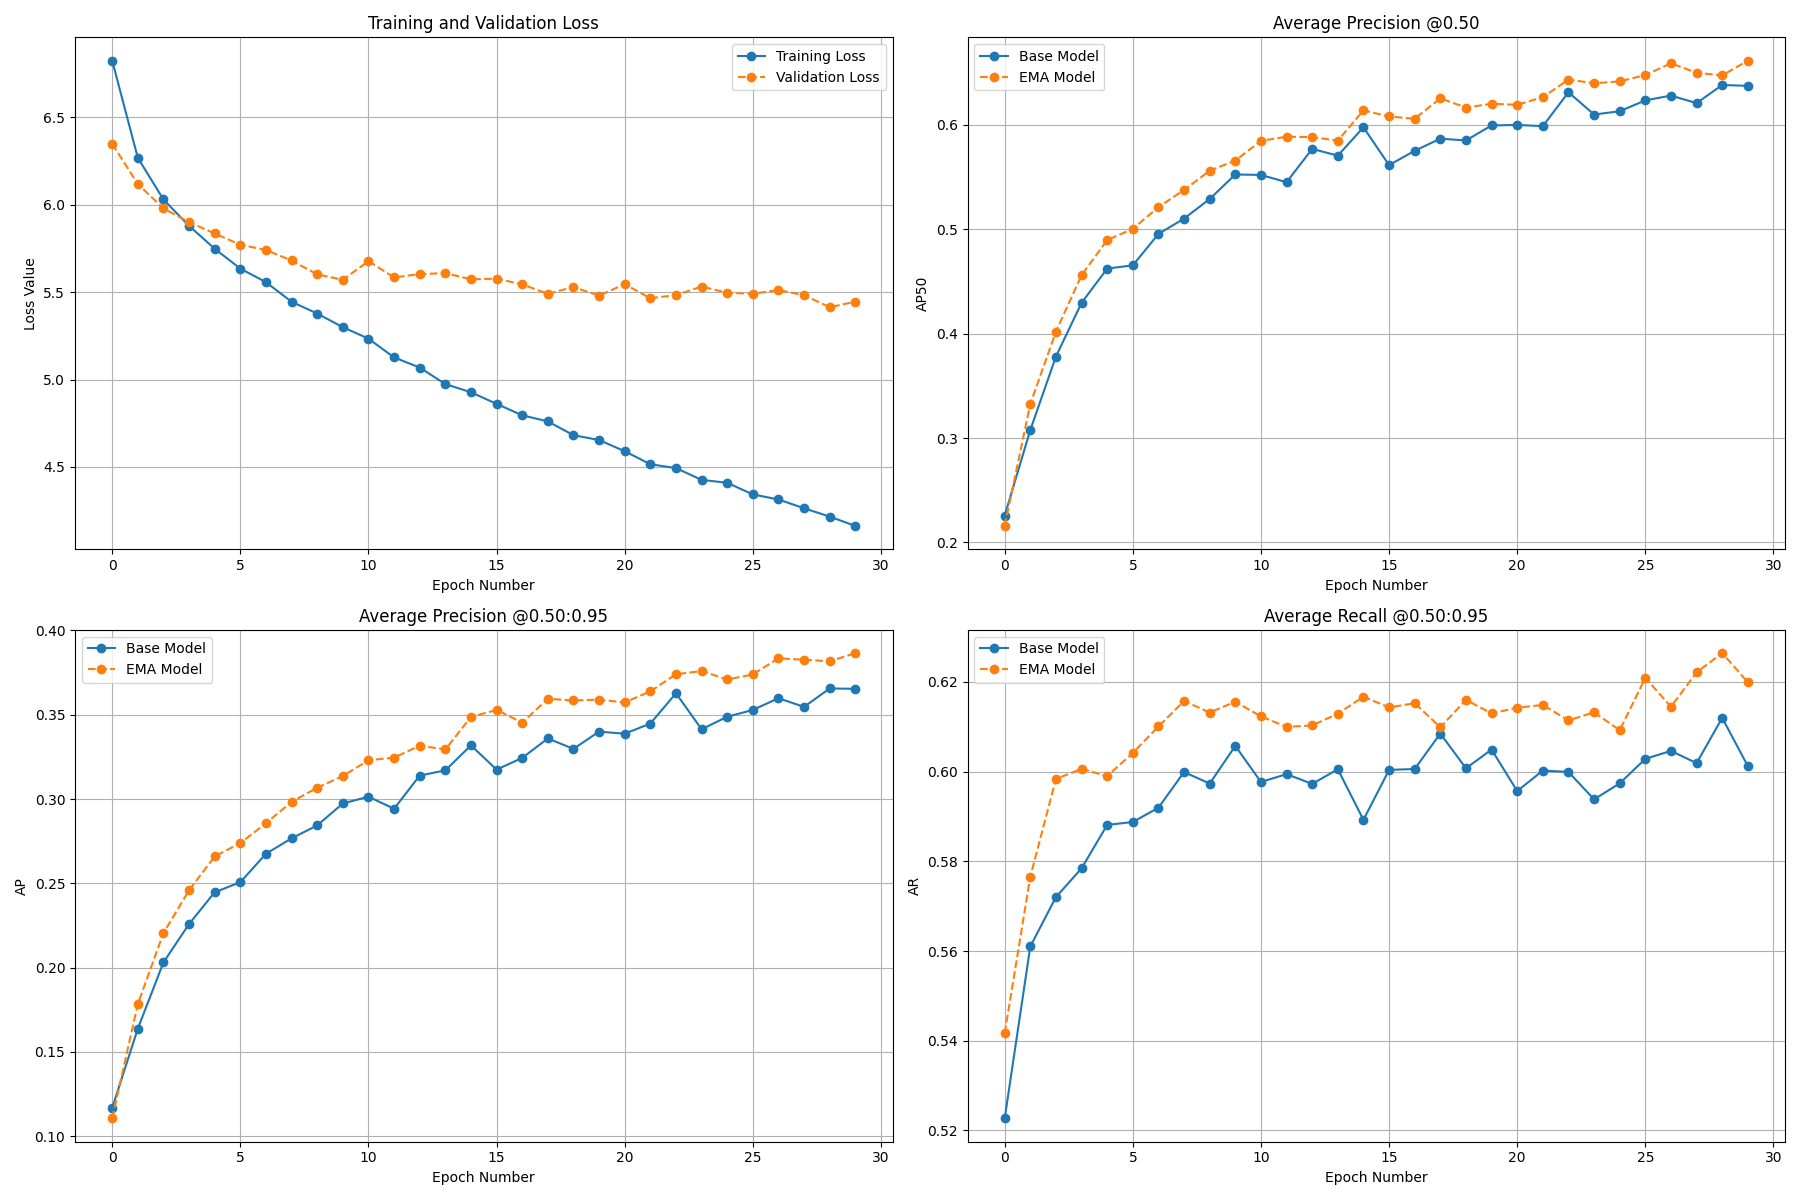 Training and Validation Loss
Training Loss
Validation Loss
6.5
6.0
5.5
5.0
4.5
Loss Value
0 5 10 15 20 25 30
Epoch Number
Average Precision @0.50
Base Model
EMA Model
0.6
0.5
0.4
0.3
0.2
AP50
0 5 10 15 20 25 30
Epoch Number
Average Precision @0.50:0.95
Base Model
EMA Model
0.40
0.35
0.30
0.25
0.20
0.15
0.10
AP
0 5 10 15 20 25 30
Epoch Number
Average Recall @0.50:0.95
Base Model
EMA Model
0.62
0.60
0.58
0.56
0.54
0.52
AR
0 5 10 15 20 25 30
Epoch Number